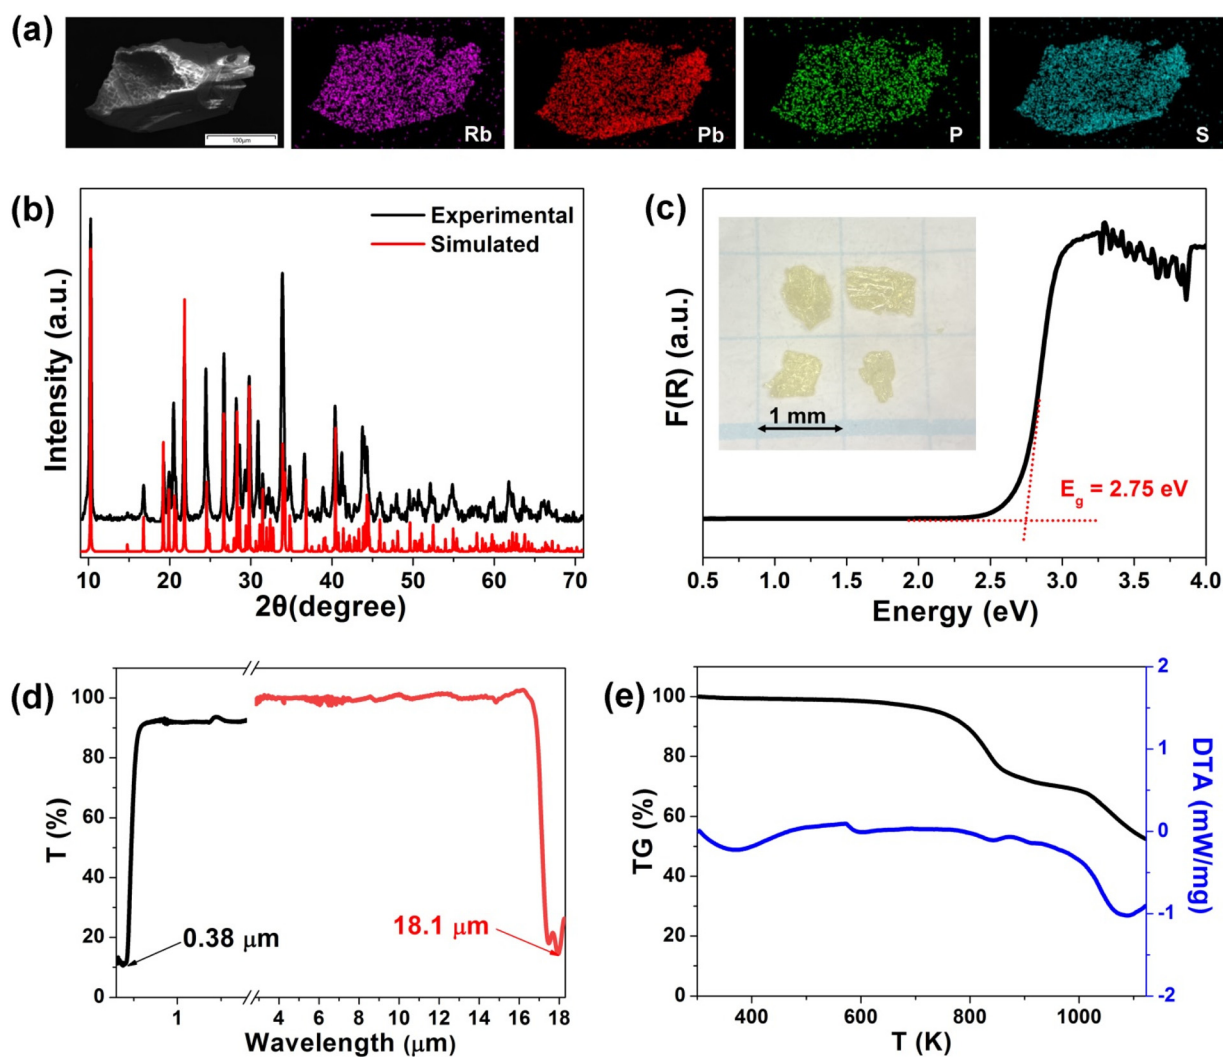 (a)
100μm
Rb
Pb
P
S
(b)
Experimental
Simulated
Intensity (a.u.)
10 20 30 40 50 60 70
2θ(degree)
(c)
F(R) (a.u.)
1 mm
Eg = 2.75 eV
0.5 1.0 1.5 2.0 2.5 3.0 3.5 4.0
Energy (eV)
(d)
T (%)
100
80
60
40
20
0
0.38 μm
18.1 μm
1 4 6 8 10 12 14 16 18
Wavelength (μm)
(e)
TG (%)
100
80
60
40
20
0
2
1
0
-1
-2
DTA (mW/mg)
400 600 800 1000
T (K)